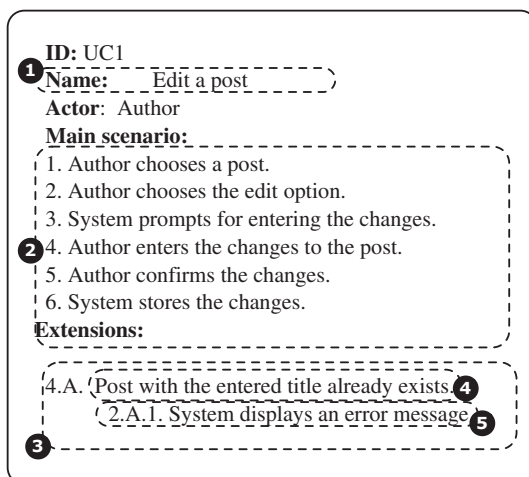 ID: UC1
1 Name: Edit a post
Actor: Author
Main scenario:
1. Author chooses a post.
2. Author chooses the edit option.
3. System prompts for entering the changes.
2 4. Author enters the changes to the post.
5. Author confirms the changes.
6. System stores the changes.
Extensions:
4.A. Post with the entered title already exists. 4
2.A.1. System displays an error message 5
3